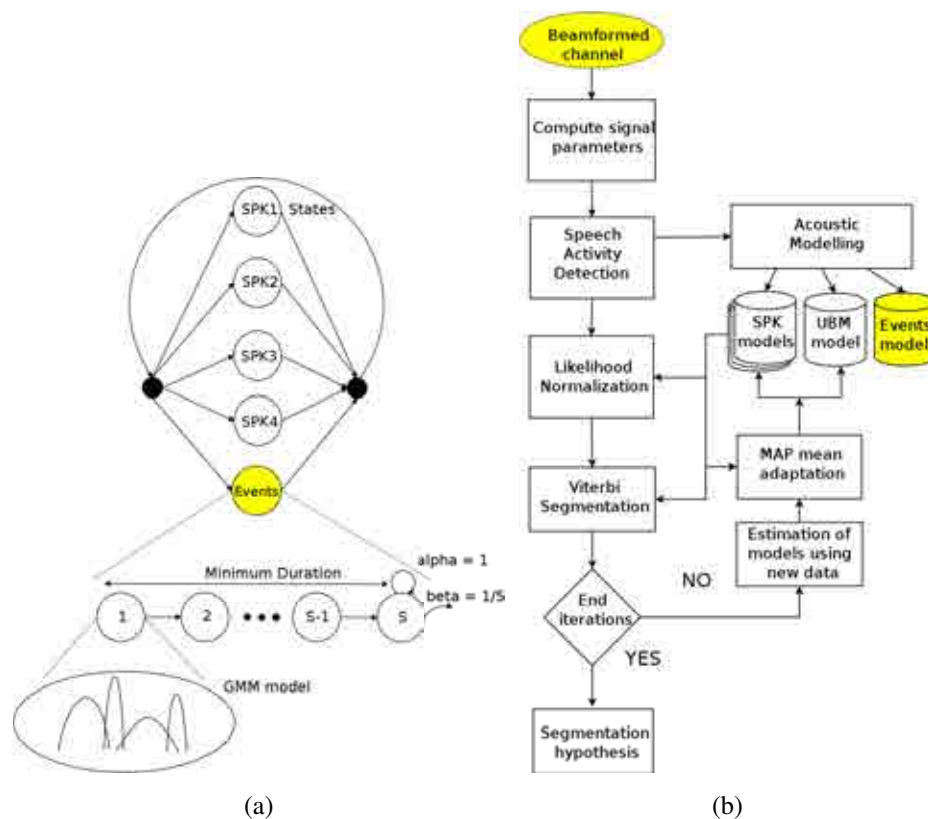 SPK1
States
SPK2
SPK3
SPK4
Events
alpha = 1
Minimum Duration
beta = 1/S
1
2
S-1
S
GMM model
(a)
Beamformed
channel
Compute signal
parameters
Speech
Activity
Detection
Acoustic
Modelling
SPK
models
UBM
model
Events
model
Likelihood
Normalization
MAP mean
adaptation
Viterbi
Segmentation
Estimation of
models using
new data
NO
End
iterations
YES
Segmentation
hypothesis
(b)